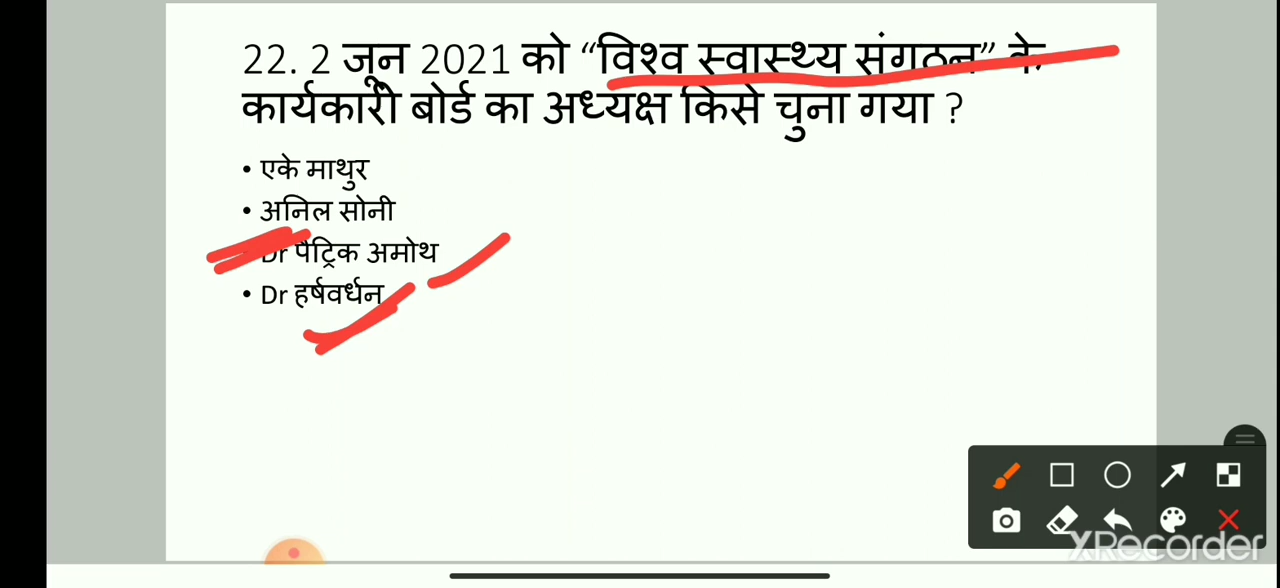 22. 2 जून 2021 को “विश्व स्वास्थ्य संगठन” के
कार्यकारी बोर्ड का अध्यक्ष किसे चुना गया ?
• एके माथुर
• अनिल सोनी
Dr पैट्रिक अमोथ
• Dr हर्षवर्धन
XRecorder